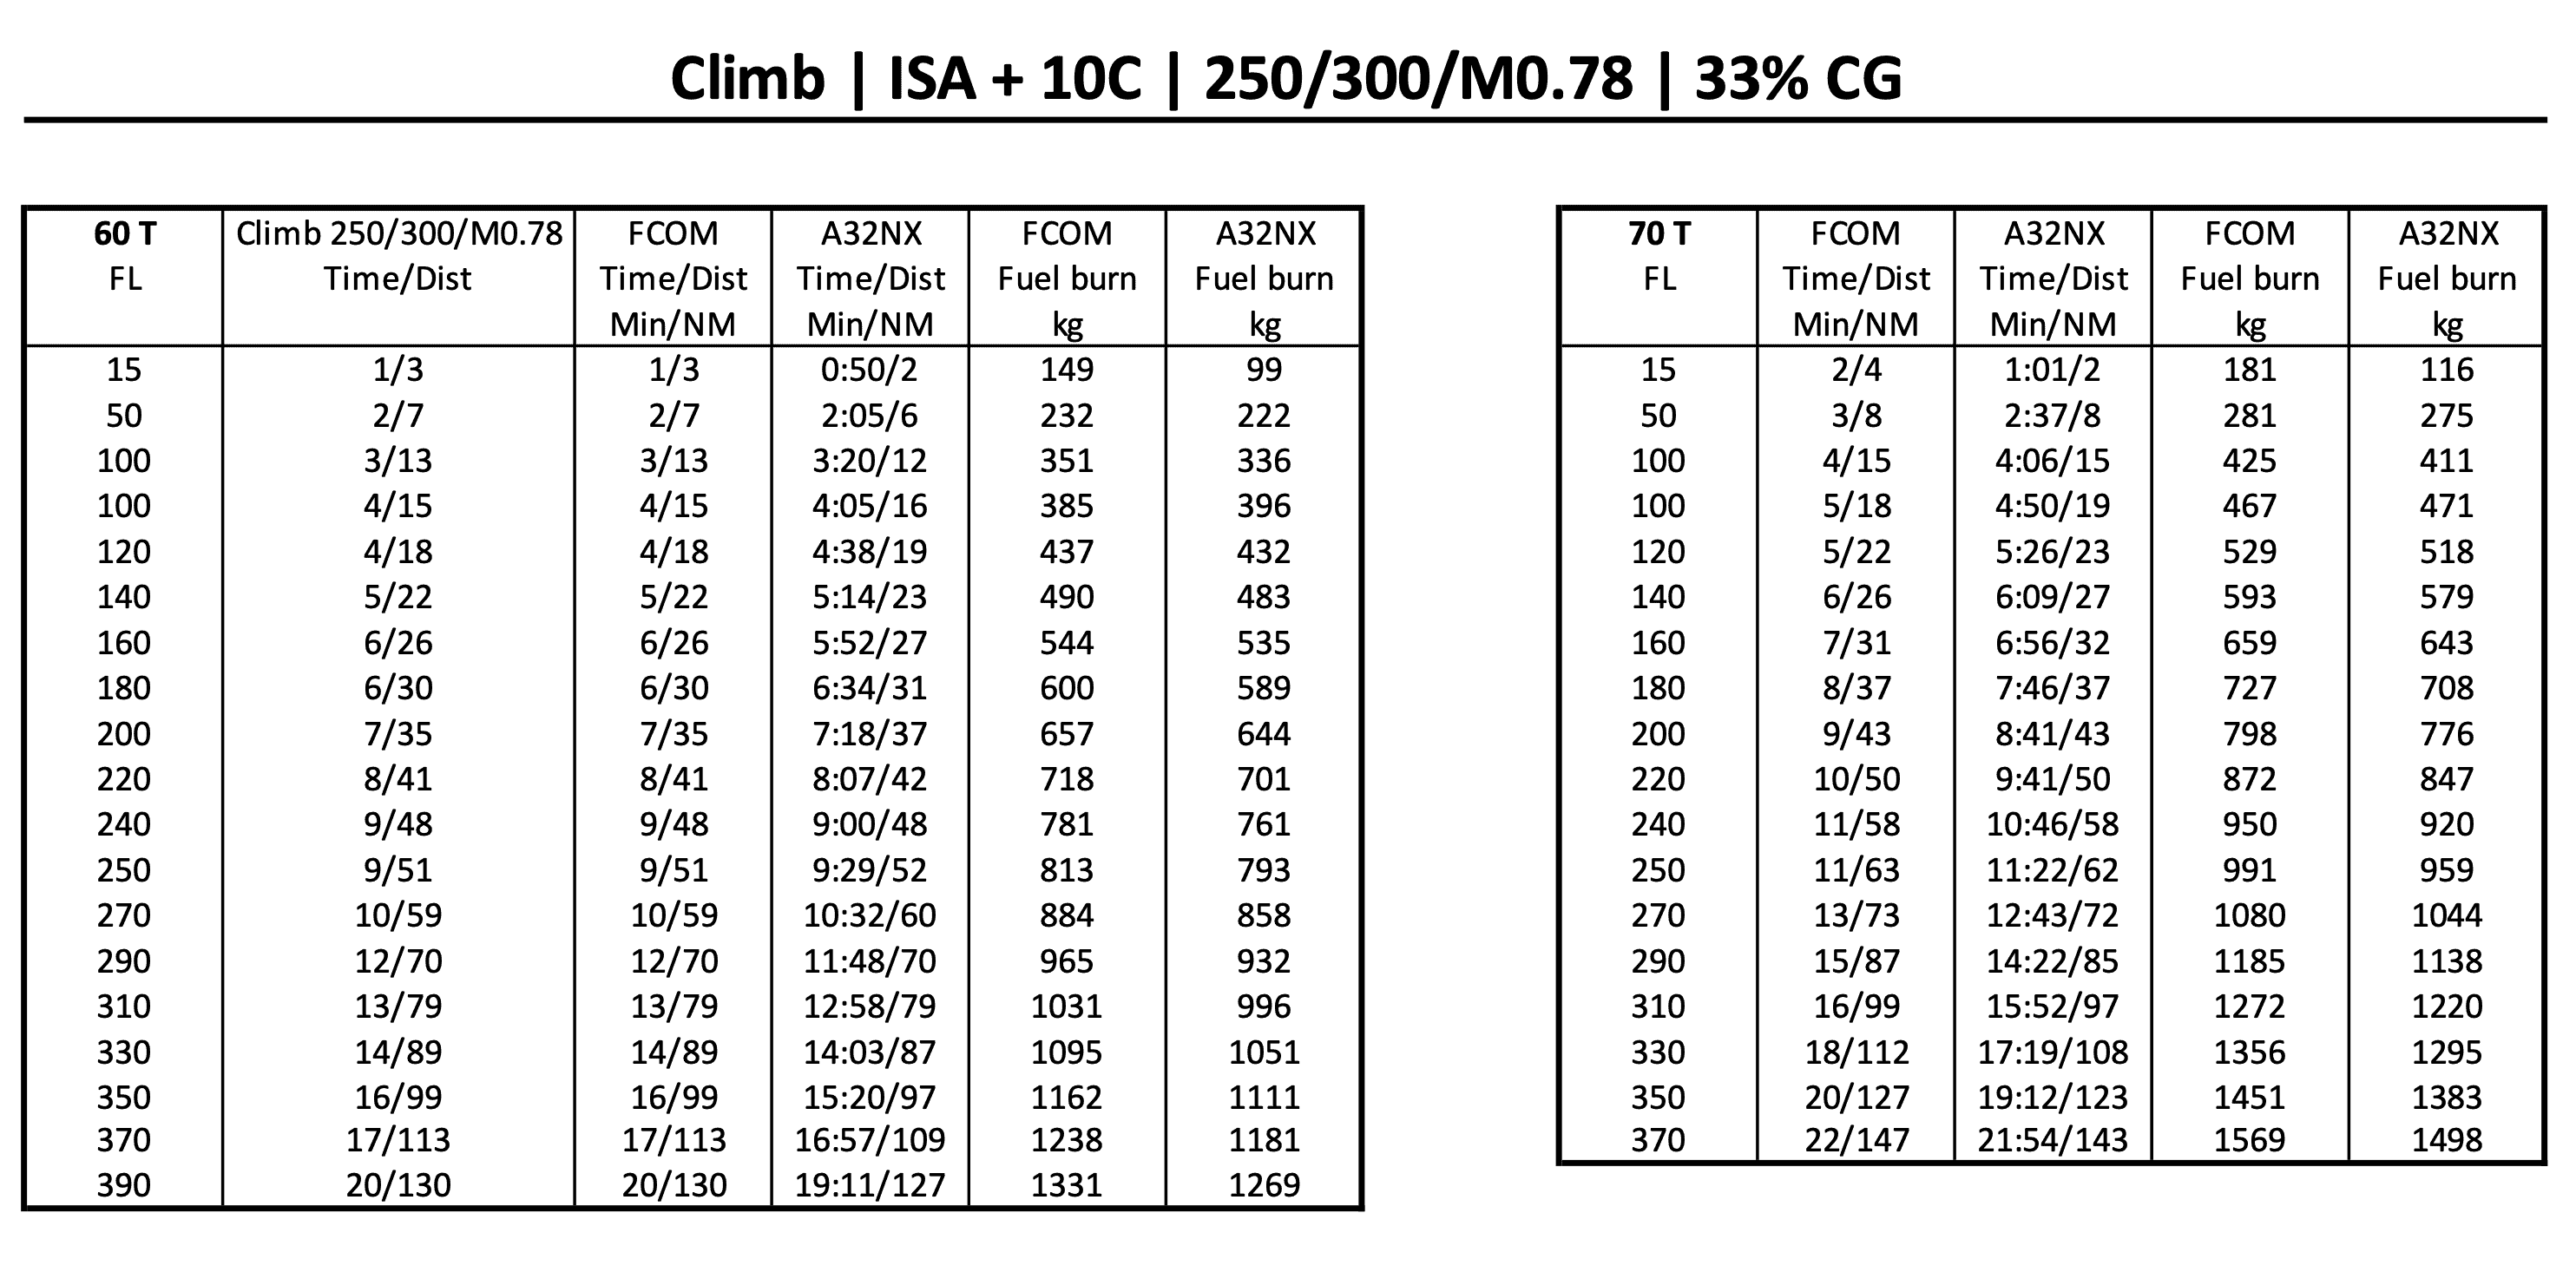 Climb | ISA + 10C | 250/300/M0.78 | 33% CG
60 T Climb 250/300/M0.78 FCOM A32NX FCOM A32NX
FL Time/Dist Time/Dist Time/Dist Fuel burn Fuel burn
Min/NM Min/NM kg kg
15 1/3 1/3 0:50/2 149 99
50 2/7 2/7 2:05/6 232 222
100 3/13 3/13 3:20/12 351 336
100 4/15 4/15 4:05/16 385 396
120 4/18 4/18 4:38/19 437 432
140 5/22 5/22 5:14/23 490 483
160 6/26 6/26 5:52/27 544 535
180 6/30 6/30 6:34/31 600 589
200 7/35 7/35 7:18/37 657 644
220 8/41 8/41 8:07/42 718 701
240 9/48 9/48 9:00/48 781 761
250 9/51 9/51 9:29/52 813 793
270 10/59 10/59 10:32/60 884 858
290 12/70 12/70 11:48/70 965 932
310 13/79 13/79 12:58/79 1031 996
330 14/89 14/89 14:03/87 1095 1051
350 16/99 16/99 15:20/97 1162 1111
370 17/113 17/113 16:57/109 1238 1181
390 20/130 20/130 19:11/127 1331 1269
70 T FCOM A32NX FCOM A32NX
FL Time/Dist Time/Dist Fuel burn Fuel burn
Min/NM Min/NM kg kg
15 2/4 1:01/2 181 116
50 3/8 2:37/8 281 275
100 4/15 4:06/15 425 411
100 5/18 4:50/19 467 471
120 5/22 5:26/23 529 518
140 6/26 6:09/27 593 579
160 7/31 6:56/32 659 643
180 8/37 7:46/37 727 708
200 9/43 8:41/43 798 776
220 10/50 9:41/50 872 847
240 11/58 10:46/58 950 920
250 11/63 11:22/62 991 959
270 13/73 12:43/72 1080 1044
290 15/87 14:22/85 1185 1138
310 16/99 15:52/97 1272 1220
330 18/112 17:19/108 1356 1295
350 20/127 19:12/123 1451 1383
370 22/147 21:54/143 1569 1498